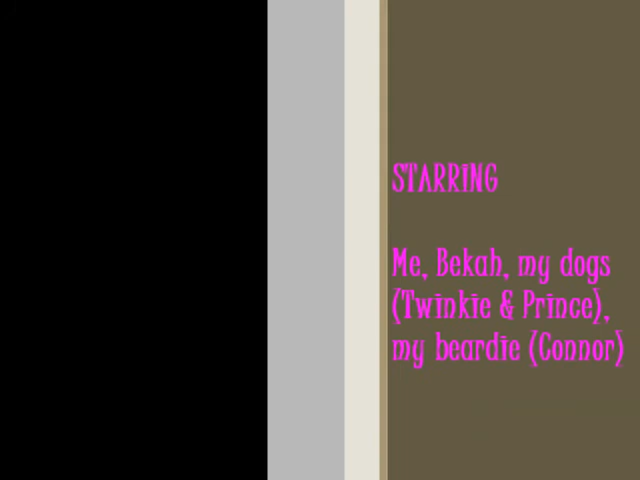 STARRING
Me, Bekah, my dogs
(Twinkie & Prince),
my beardie (Connor)